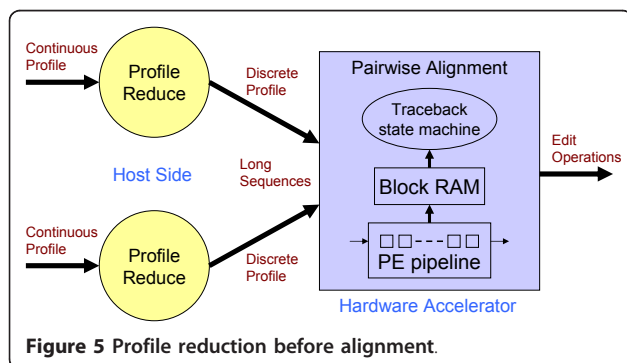 Continuous
Profile
Profile
Reduce
Discrete
Profile
Host Side
Long
Sequences
Continuous
Profile
Profile
Reduce
Discrete
Profile
Pairwise Alignment
Traceback
state machine
Block RAM
PE pipeline
Hardware Accelerator
Edit
Operations
Figure 5 Profile reduction before alignment.